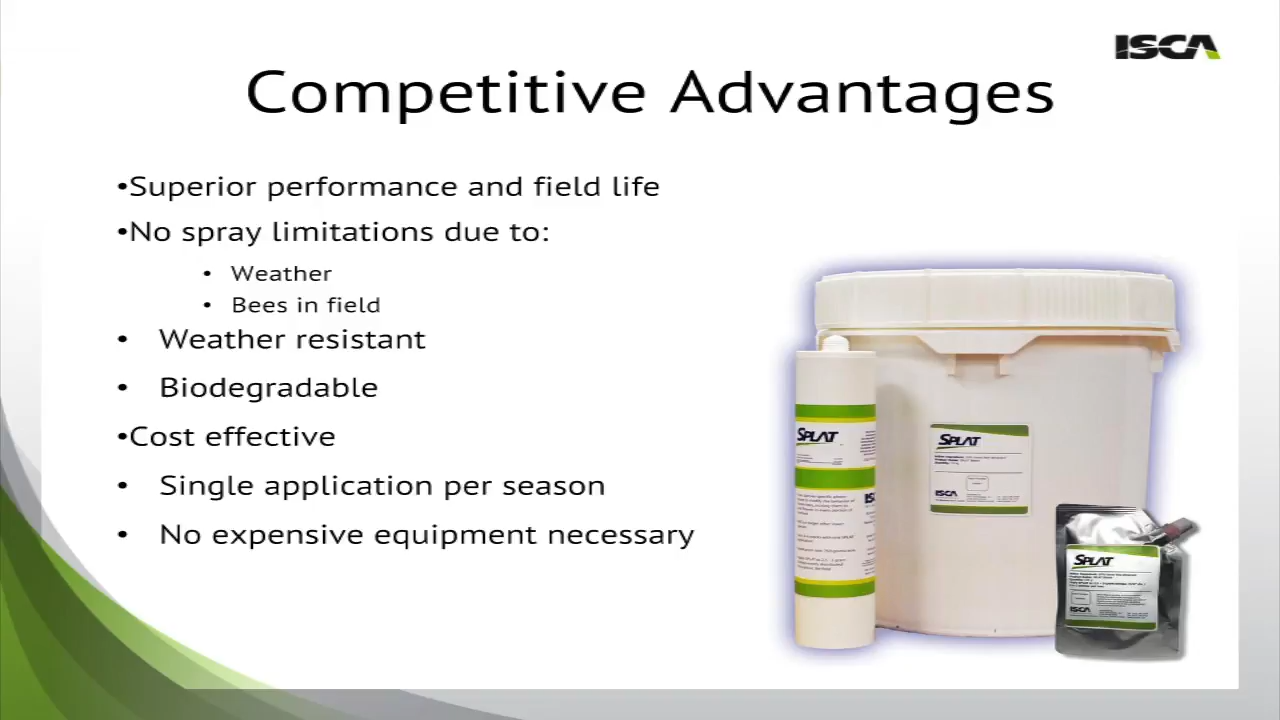 ISCA
Competitive Advantages
•Superior performance and field life
•No spray limitations due to:
• Weather
• Bees in field
• Weather resistant
• Biodegradable
•Cost effective
• Single application per season
• No expensive equipment necessary
SPLAT
SPLAT
ISCA
SPLAT
ISCA